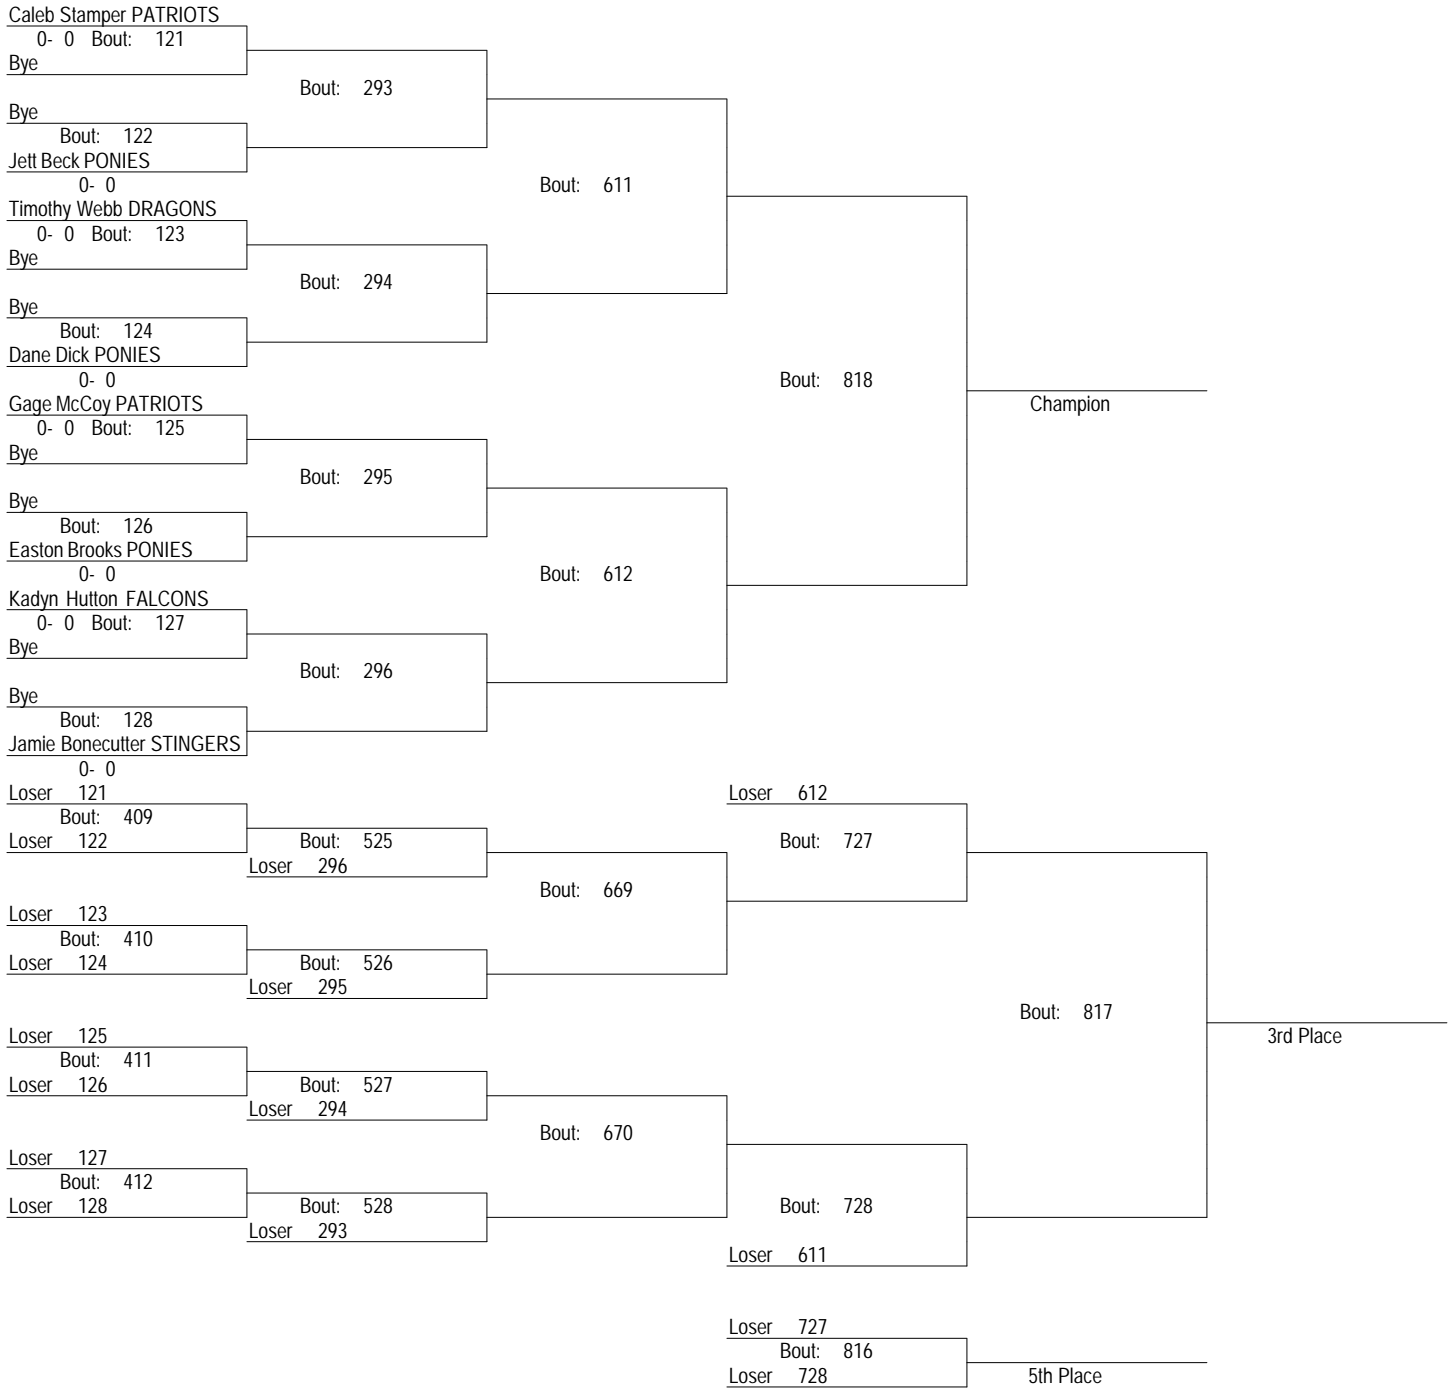 Caleb Stamper PATRIOTS
0- 0 Bout: 121
Bye
Bout: 293
Bye
Bout: 122
Jett Beck PONIES
0- 0
Bout: 611
Timothy Webb DRAGONS
0- 0 Bout: 123
Bye
Bout: 294
Bye
Bout: 124
Dane Dick PONIES
0- 0
Bout: 818
Champion
Gage McCoy PATRIOTS
0- 0 Bout: 125
Bye
Bout: 295
Bye
Bout: 126
Easton Brooks PONIES
0- 0
Bout: 612
Kadyn Hutton FALCONS
0- 0 Bout: 127
Bye
Bout: 296
Bye
Bout: 128
Jamie Bonecutter STINGERS
0- 0
Loser 121
Loser 612
Bout: 409
Loser 122
Bout: 525
Bout: 727
Loser 296
Bout: 669
Loser 123
Bout: 410
Loser 124
Bout: 526
Loser 295
Bout: 817
Loser 125
3rd Place
Bout: 411
Loser 126
Bout: 527
Loser 294
Bout: 670
Loser 127
Bout: 412
Loser 128
Bout: 528
Bout: 728
Loser 293
Loser 611
Loser 727
Bout: 816
Loser 728
5th Place